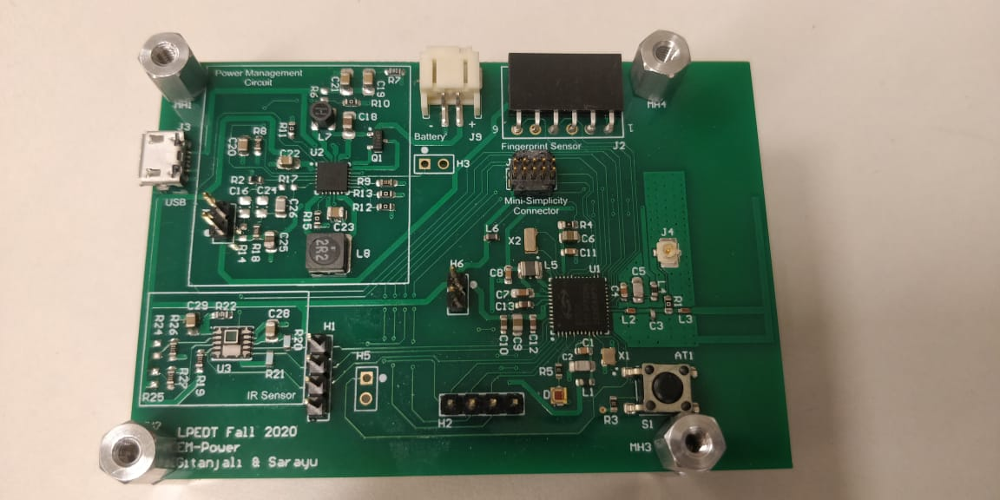 Power Management
Circuit
MH1
C21
C19
R7
R6
R10
C18
L7
R11
R8
C20
C22
U2
Q1
- +
Battery
J9
H3
6
1
Fingerprint Sensor
J2
MH4
J3
USB
R2
R17
C16
C24
C26
R9
R13
R12
R15
C23
R14
R18
C25
2R2
L8
Mini-Simplicity
Connector
L6
X2
R4
C6
C11
J4
H6
C8
L5
U1
C7
C13
C10
C9
C12
C4
C5
L4
R1
L2
C3
L3
C29
R22
C28
R24
R26
R20
H1
U3
R21
R27
R19
R25
IR Sensor
H5
C1
C2
X1
R5
L1
AT1
D
R3
S1
H2
MH3
LPEDT Fall 2020
EM-Power
Gitanjali & Sarayu